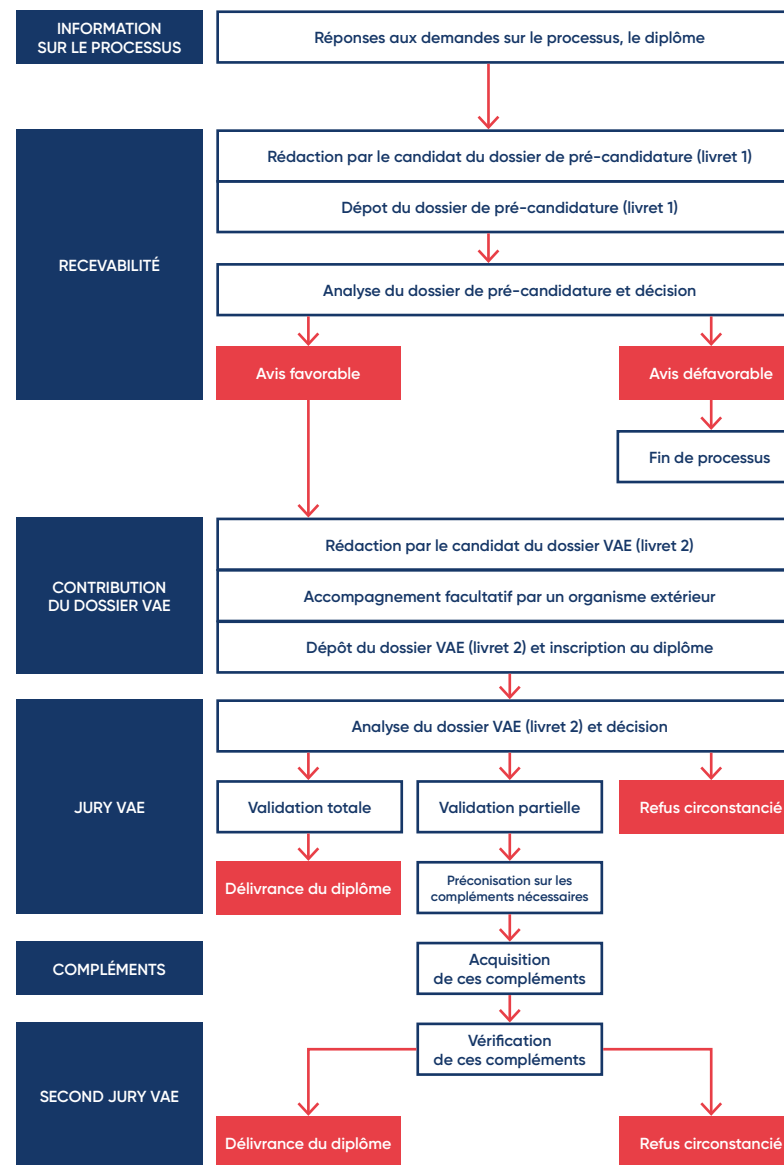 INFORMATION
SUR LE PROCESSUS
Réponses aux demandes sur le processus, le diplôme
RECEVABILITÉ
Rédaction par le candidat du dossier de pré-candidature (livret 1)
Dépot du dossier de pré-candidature (livret 1)
Analyse du dossier de pré-candidature et décision
Avis favorable
Avis défavorable
Fin de processus
CONTRIBUTION
DU DOSSIER VAE
Rédaction par le candidat du dossier VAE (livret 2)
Accompagnement facultatif par un organisme extérieur
Dépôt du dossier VAE (livret 2) et inscription au diplôme
JURY VAE
Analyse du dossier VAE (livret 2) et décision
Validation totale
Validation partielle
Refus circonstancié
Délivrance du diplôme
Préconisation sur les
compléments nécessaires
COMPLÉMENTS
Acquisition
de ces compléments
SECOND JURY VAE
Vérification
de ces compléments
Délivrance du diplôme
Refus circonstancié